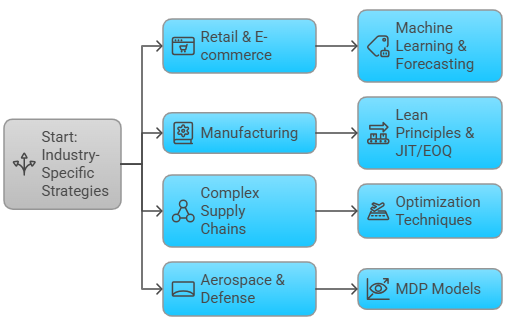 Start:
Industry-
Specific
Strategies
Retail & E-
commerce
Machine
Learning &
Forecasting
Manufacturing
Lean
Principles &
JIT/EOQ
Complex
Supply
Chains
Optimization
Techniques
Aerospace &
Defense
MDP Models